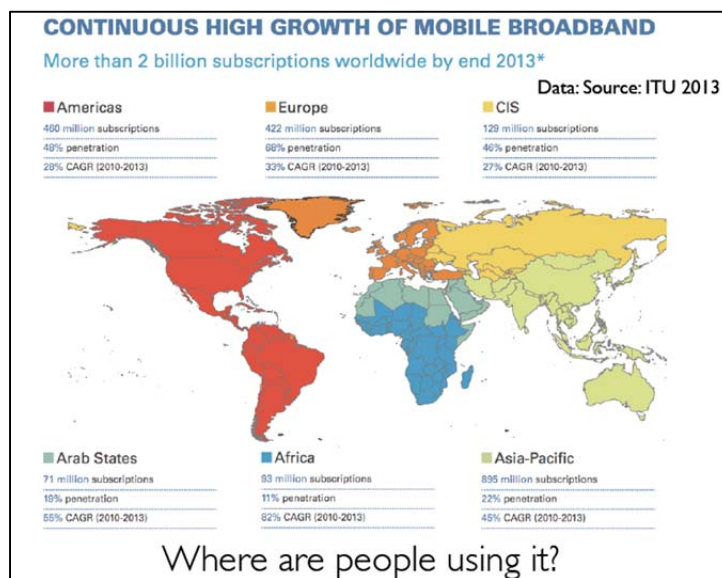 CONTINUOUS HIGH GROWTH OF MOBILE BROADBAND
More than 2 billion subscriptions worldwide by end 2013*
Data: Source: ITU 2013
Americas
460 million subscriptions
48% penetration
28% CAGR (2010-2013)
Europe
422 million subscriptions
68% penetration
33% CAGR (2010-2013)
CIS
129 million subscriptions
46% penetration
27% CAGR (2010-2013)
Arab States
71 million subscriptions
19% penetration
55% CAGR (2010-2013)
Africa
93 million subscriptions
11% penetration
82% CAGR (2010-2013)
Asia-Pacific
895 million subscriptions
22% penetration
45% CAGR (2010-2013)
Where are people using it?